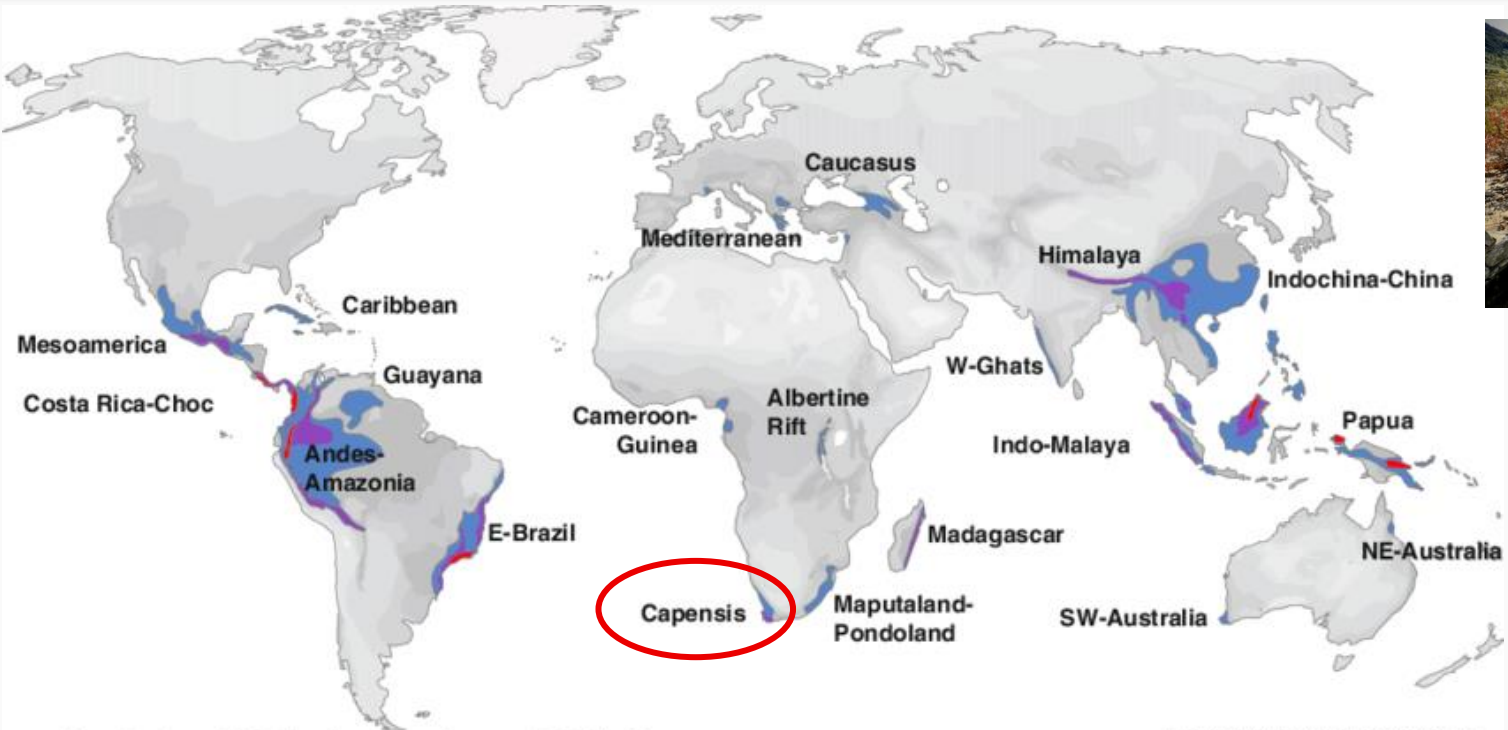 Caucasus
Mediterranean
Himalaya
Indochina-China
Caribbean
Mesoamerica
Guayana
W-Ghats
Costa Rica-Choc
Cameroon-
Guinea
Albertine
Rift
Papua
Indo-Malaya
Andes-
Amazonia
E-Brazil
Madagascar
NE-Australia
Capensis
Maputaland-
Pondoland
SW-Australia